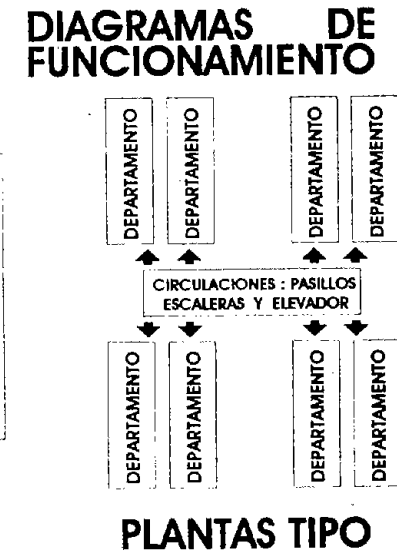 DIAGRAMAS DE
FUNCIONAMIENTO
DEPARTAMENTO
DEPARTAMENTO
DEPARTAMENTO
DEPARTAMENTO
CIRCULACIONES : PASILLOS
ESCALERAS Y ELEVADOR
DEPARTAMENTO
DEPARTAMENTO
DEPARTAMENTO
DEPARTAMENTO
PLANTAS TIPO